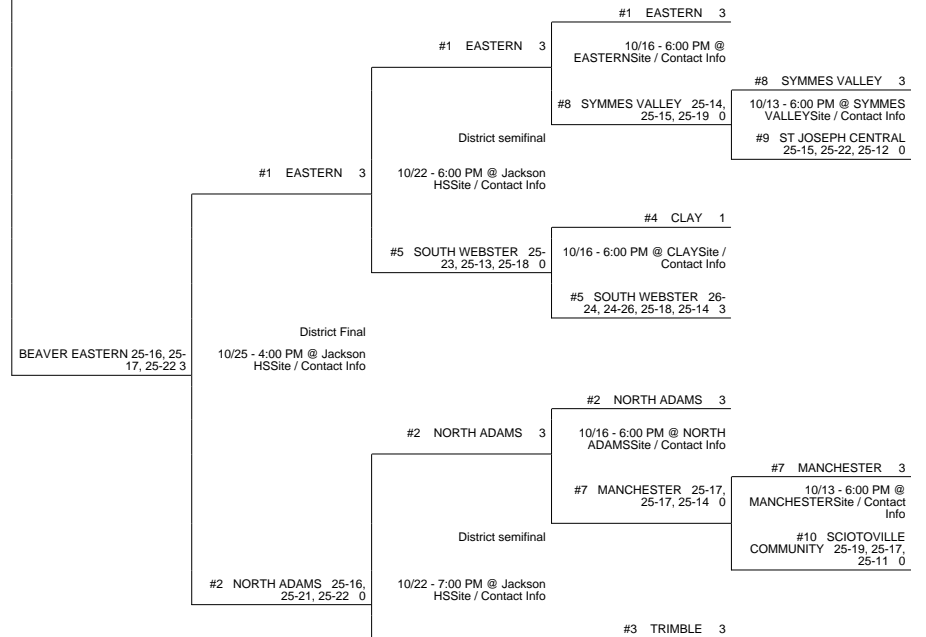 #1 EASTERN 3
#1 EASTERN 3
10/16 - 6:00 PM @
EASTERNSite / Contact Info
#8 SYMMES VALLEY 3
#8 SYMMES VALLEY 25-14,
25-15, 25-19 0
10/13 - 6:00 PM @ SYMMES
VALLEYSite / Contact Info
District semifinal
#9 ST JOSEPH CENTRAL
25-15, 25-22, 25-12 0
#1 EASTERN 3
10/22 - 6:00 PM @ Jackson
HSSite / Contact Info
#4 CLAY 1
#5 SOUTH WEBSTER 25-
23, 25-13, 25-18 0
10/16 - 6:00 PM @ CLAYSite /
Contact Info
#5 SOUTH WEBSTER 26-
24, 24-26, 25-18, 25-14 3
District Final
BEAVER EASTERN 25-16, 25-
17, 25-22 3
10/25 - 4:00 PM @ Jackson
HSSite / Contact Info
#2 NORTH ADAMS 3
#2 NORTH ADAMS 3
10/16 - 6:00 PM @ NORTH
ADAMSSite / Contact Info
#7 MANCHESTER 3
#7 MANCHESTER 25-17,
25-17, 25-14 0
10/13 - 6:00 PM @
MANCHESTERSite / Contact
Info
District semifinal
#10 SCIOTOVILLE
COMMUNITY 25-19, 25-17,
25-11 0
#2 NORTH ADAMS 25-16,
25-21, 25-22 0
10/22 - 7:00 PM @ Jackson
HSSite / Contact Info
#3 TRIMBLE 3